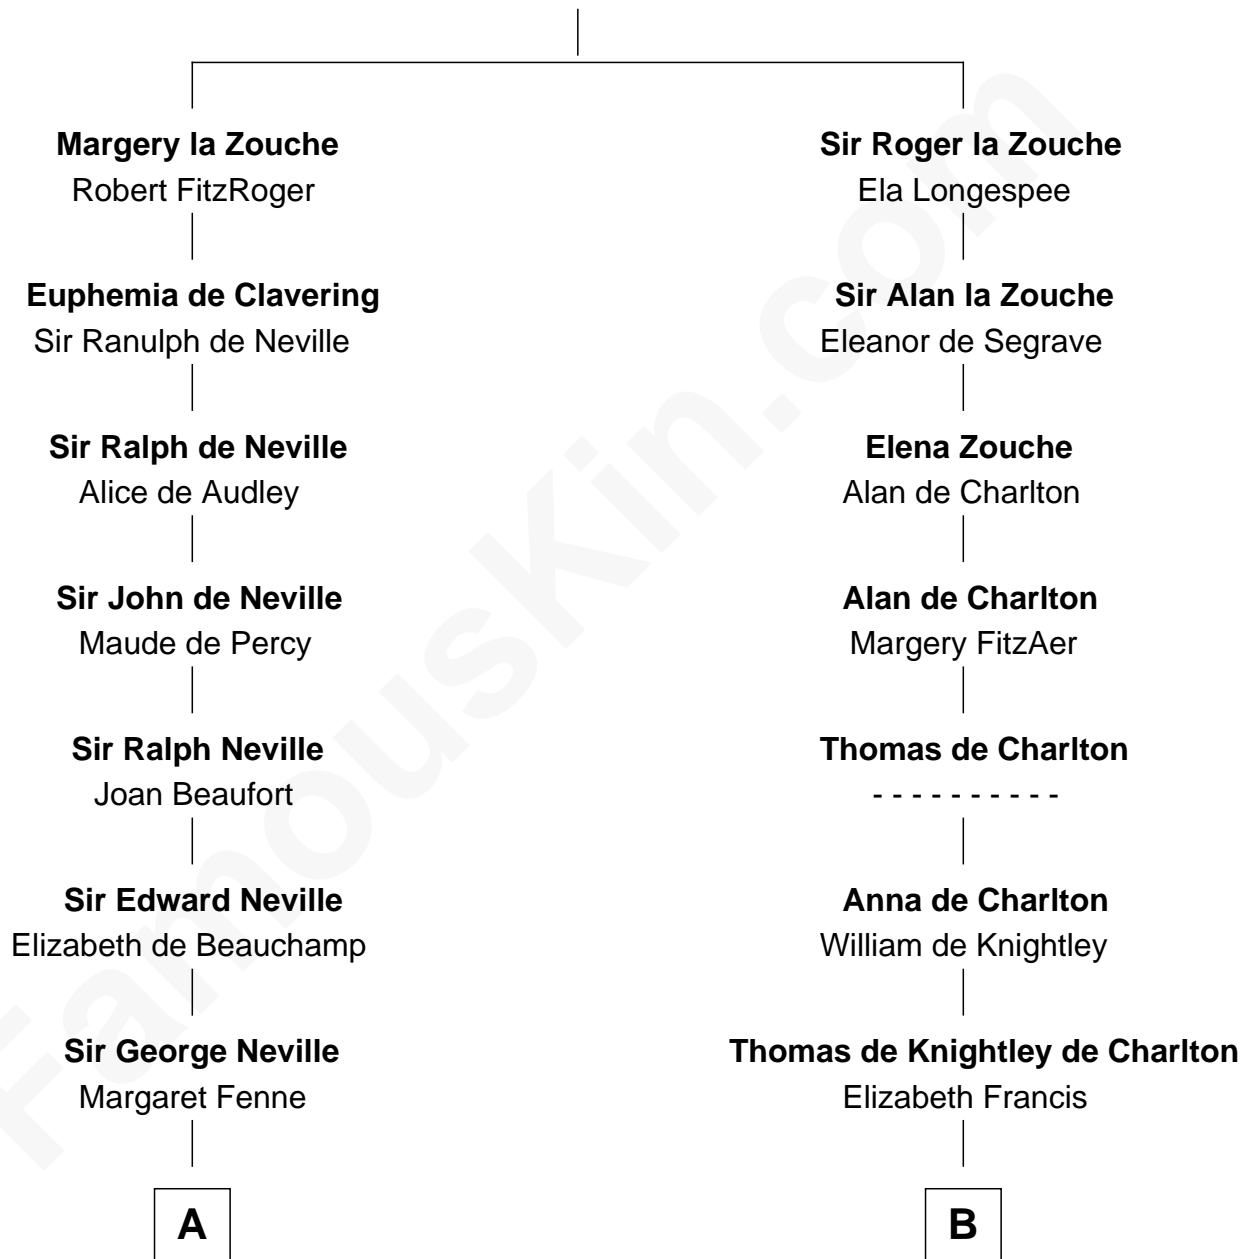 Margery la Zouche
Robert FitzRoger
Sir Roger la Zouche
Ela Longespee
Euphemia de Clavering
Sir Ranulph de Neville
Sir Alan la Zouche
Eleanor de Segrave
Sir Ralph de Neville
Alice de Audley
Elena Zouche
Alan de Charlton
Sir John de Neville
Maude de Percy
Alan de Charlton
Margery FitzAer
Sir Ralph Neville
Joan Beaufort
Thomas de Charlton
- - - - - - - - - -
Sir Edward Neville
Elizabeth de Beauchamp
Anna de Charlton
William de Knightley
Sir George Neville
Margaret Fenne
Thomas de Knightley de Charlton
Elizabeth Francis
A
B
FamousKin.com